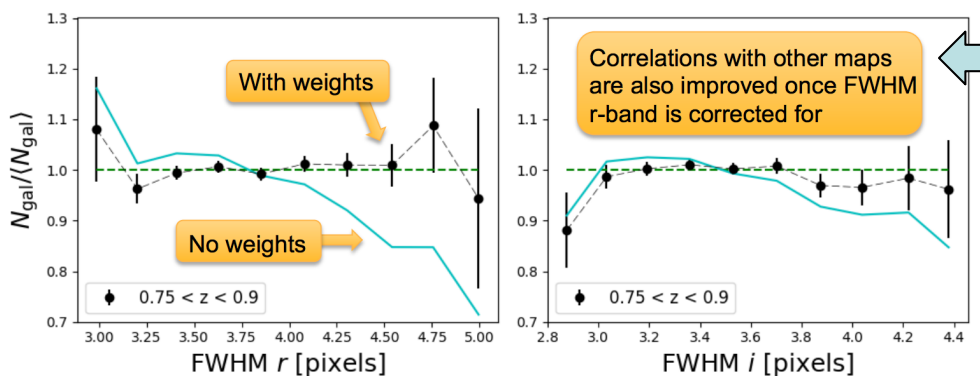 1.3
1.2
1.1
1.0
0.9
0.8
0.7
N_gal/⟨N_gal⟩
With weights
No weights
0.75 < z < 0.9
3.00 3.25 3.50 3.75 4.00 4.25 4.50 4.75 5.00
FWHM r [pixels]
1.3
1.2
1.1
1.0
0.9
0.8
0.7
Correlations with other maps
are also improved once FWHM
r-band is corrected for
0.75 < z < 0.9
2.8 3.0 3.2 3.4 3.6 3.8 4.0 4.2 4.4
FWHM i [pixels]